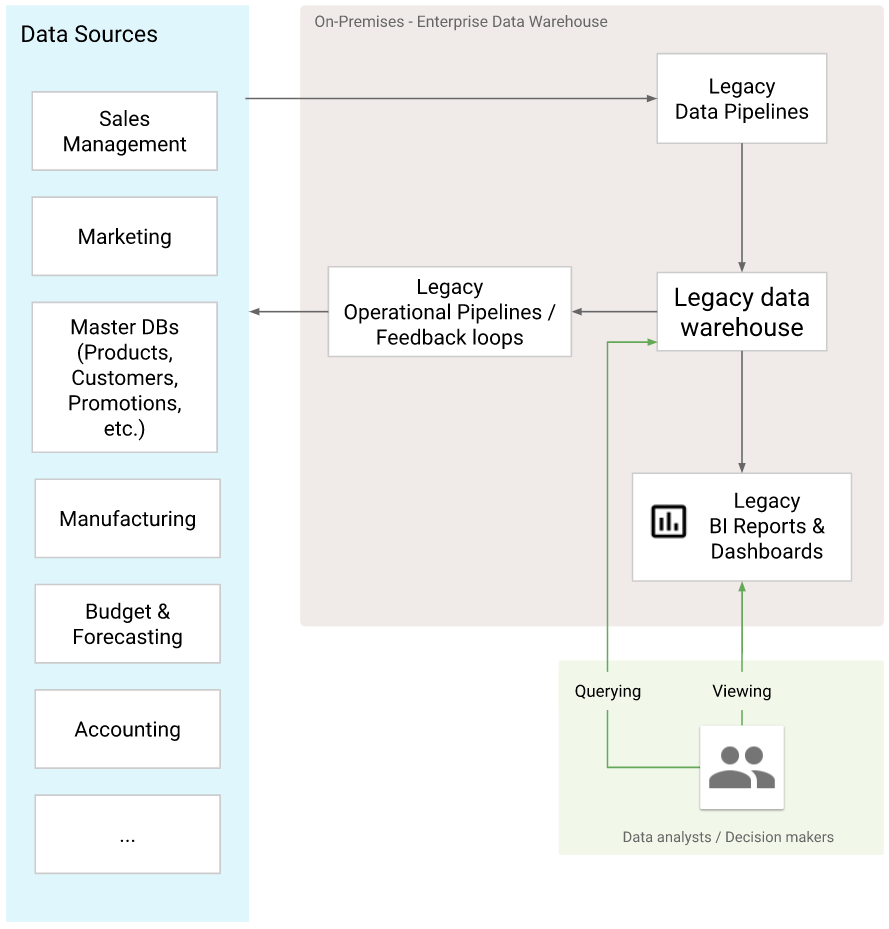 Data Sources
Sales
Management
Marketing
Master DBs
(Products,
Customers,
Promotions,
etc.)
Manufacturing
Budget &
Forecasting
Accounting
...
On-Premises - Enterprise Data Warehouse
Legacy
Data Pipelines
Legacy
Operational Pipelines /
Feedback loops
Legacy data
warehouse
Legacy
BI Reports &
Dashboards
Querying
Viewing
Data analysts / Decision makers